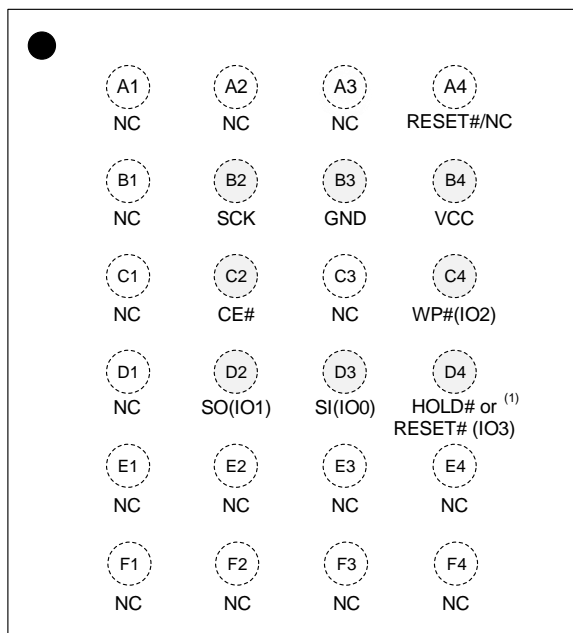 A1 A2 A3 A4
NC NC NC RESET#/NC
B1 B2 B3 B4
NC SCK GND VCC
C1 C2 C3 C4
NC CE# NC WP#(IO2)
D1 D2 D3 D4
NC SO(IO1) SI(IO0) HOLD# or (1)
RESET# (IO3)
E1 E2 E3 E4
NC NC NC NC
F1 F2 F3 F4
NC NC NC NC